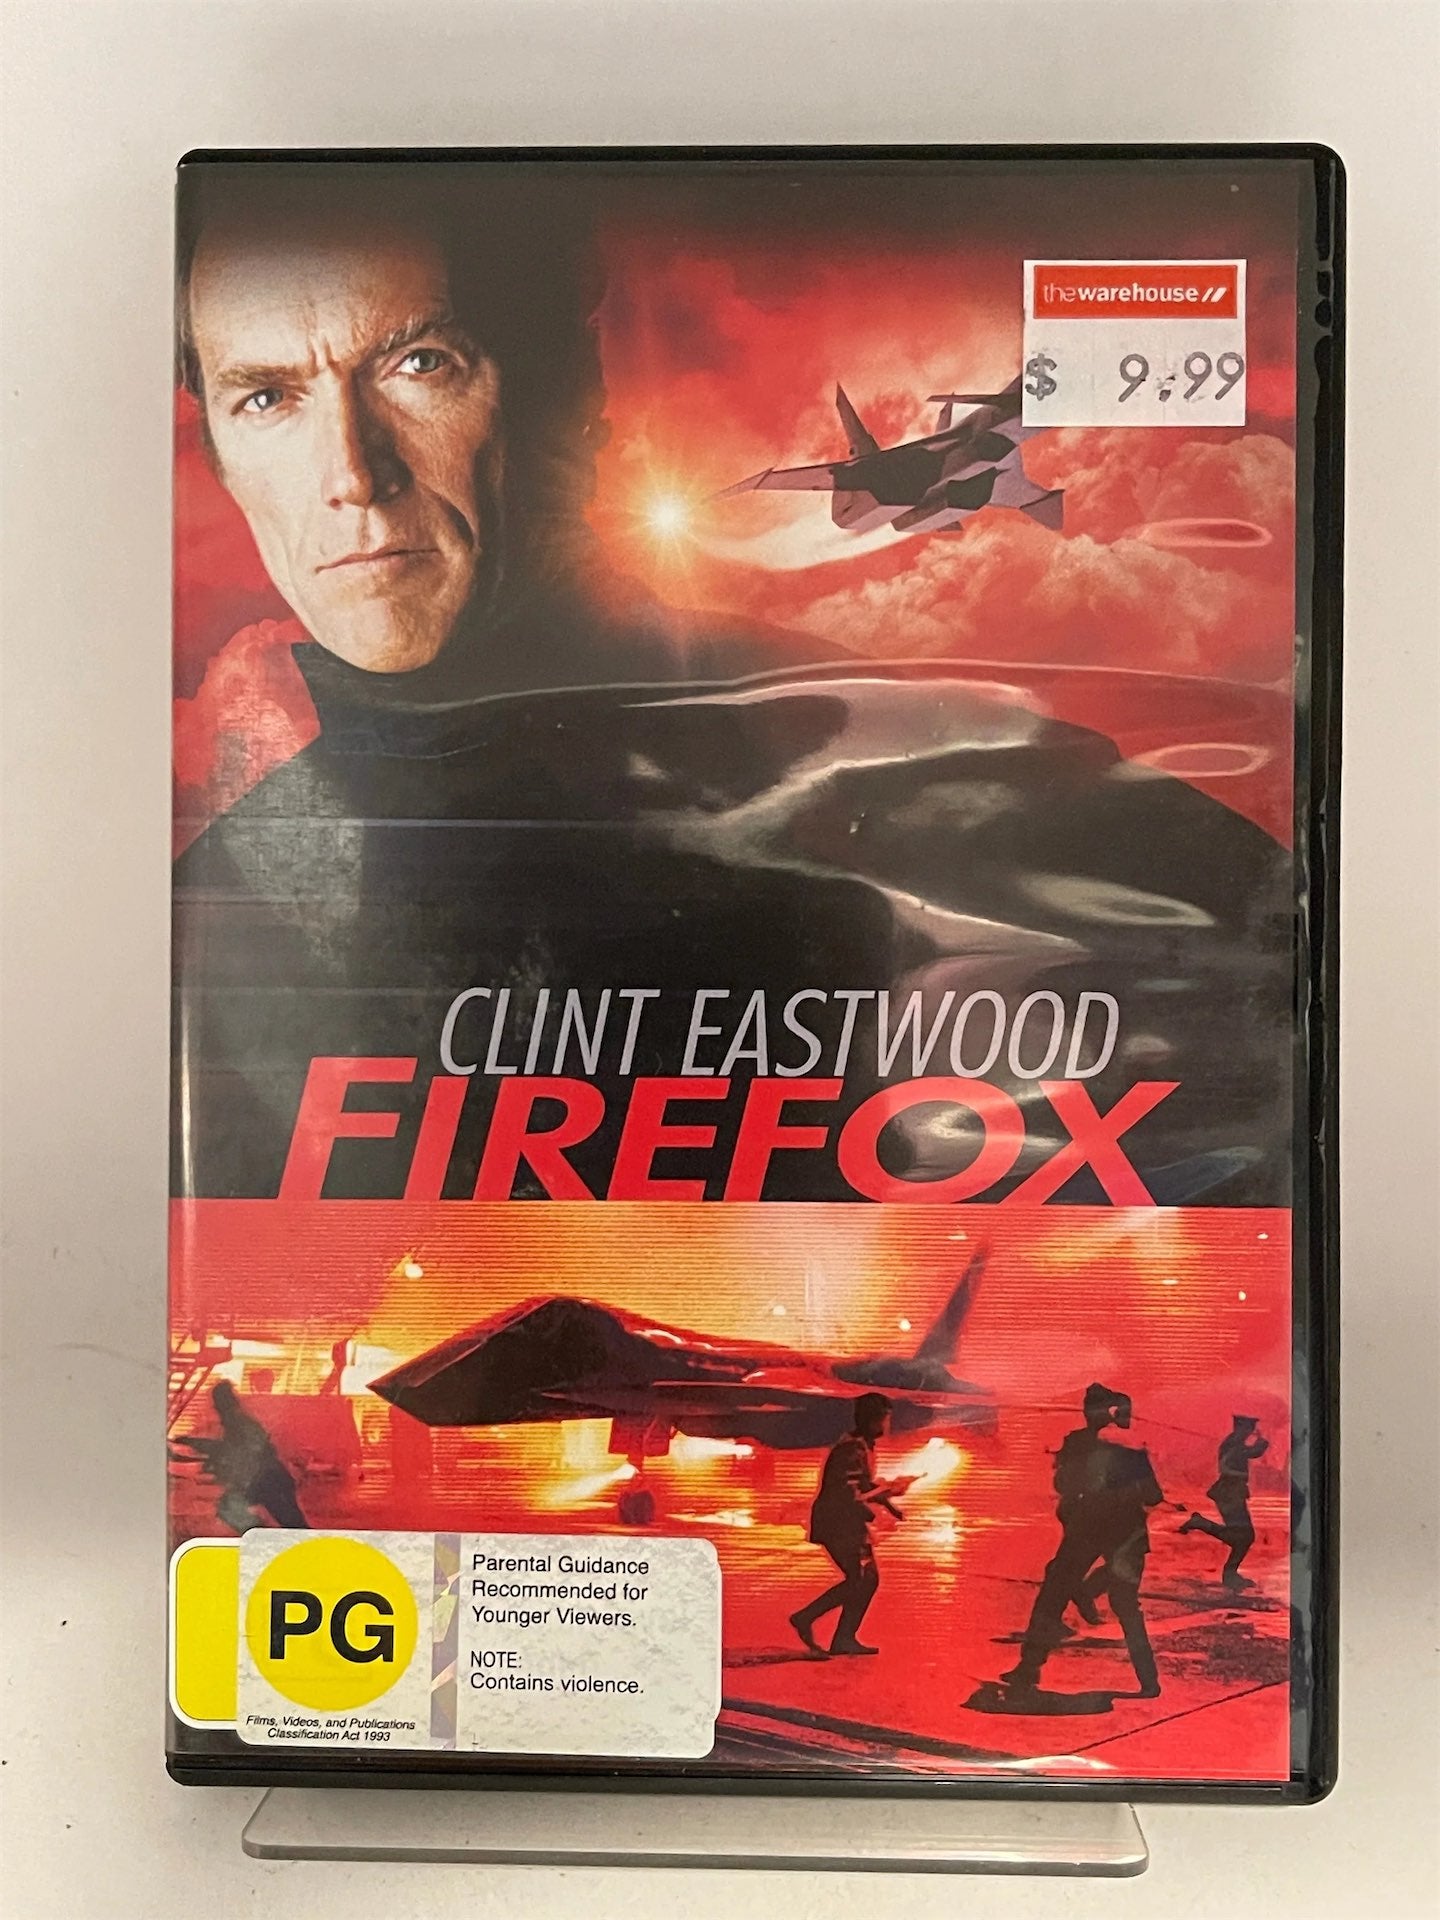 thewarehouse
$ 9.99
CLINT EASTWOOD
FIREFOX
PG
Films, Videos, and Publications
Classification Act 1993
Parental Guidance
Recommended for
Younger Viewers.
NOTE:
Contains violence.